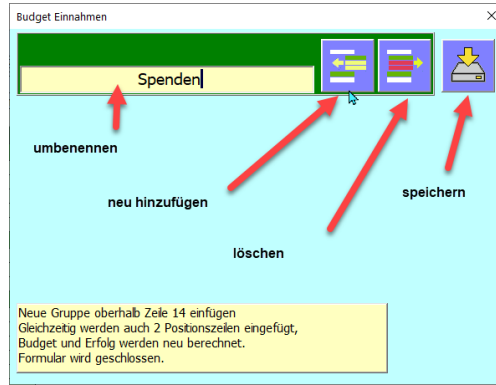 Budget Einnahmen
Spenden
umbenennen
neu hinzufügen
speichern
löschen
Neue Gruppe oberhalb Zeile 14 einfügen
Gleichzeitig werden auch 2 Positionszeilen eingefügt,
Budget und Erfolg werden neu berechnet.
Formular wird geschlossen.